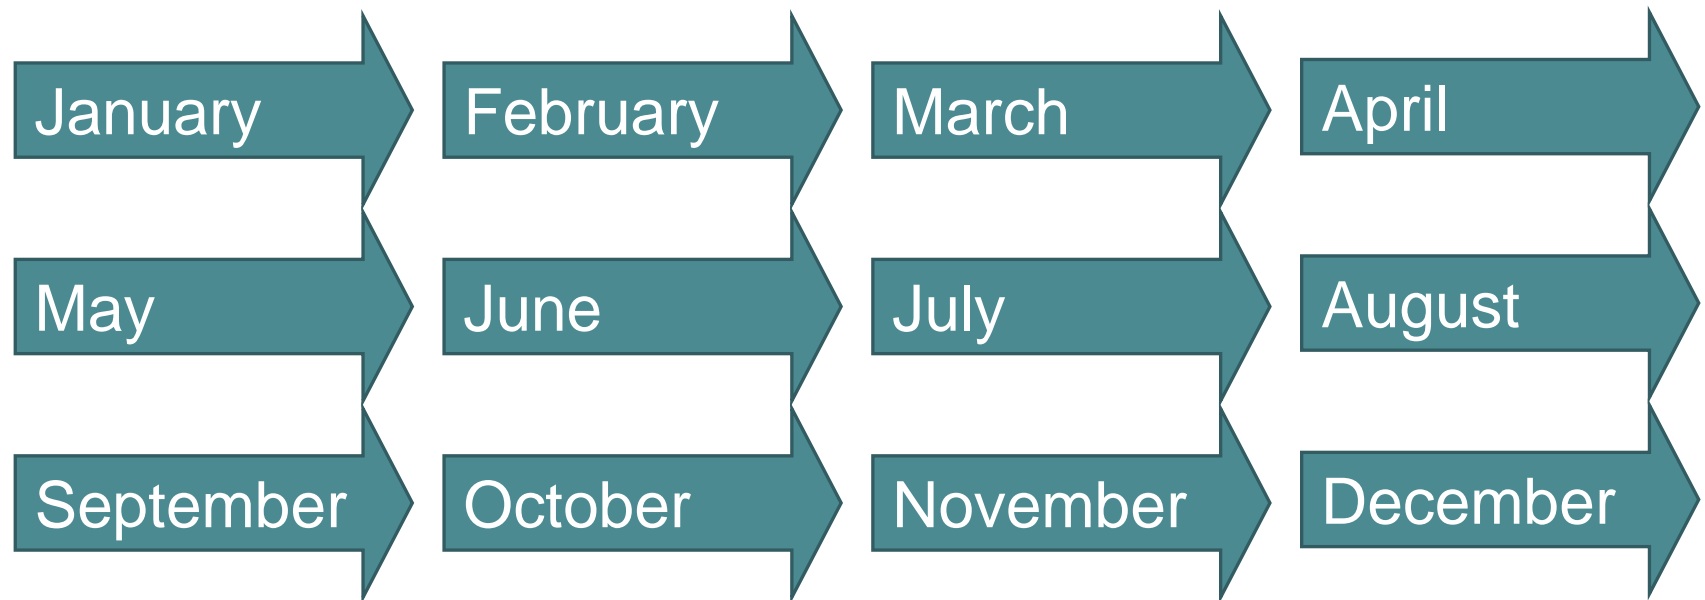 January
February
March
April
May
June
July
August
September
October
November
December